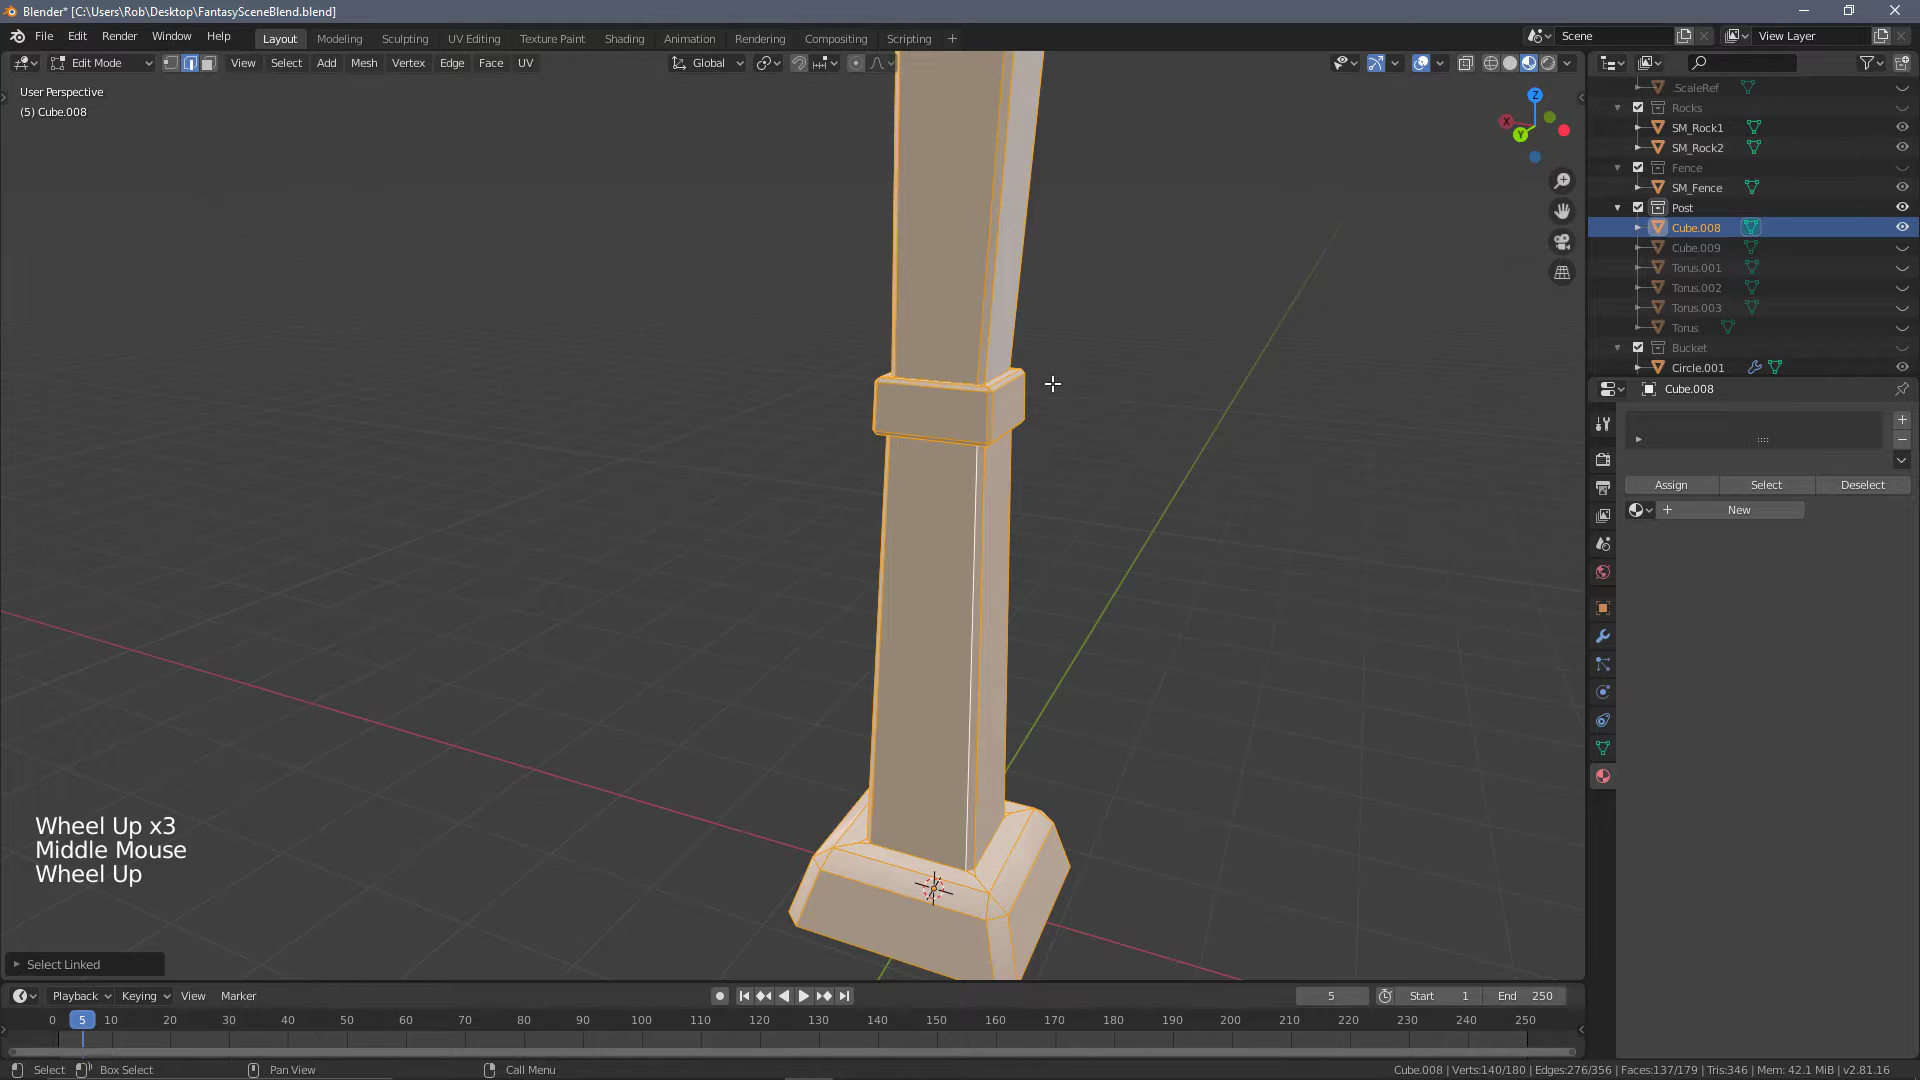 Blender* [C:\Users\Rob\Desktop\FantasySceneBlend.blend]
File Edit Render Window Help Layout Modeling Sculpting UV Editing Texture Paint Shading Animation Rendering Compositing Scripting + Scene View Layer
Edit Mode View Select Add Mesh Vertex Edge Face UV Global
User Perspective
(5) Cube.008
Z
X
Y
.ScaleRef
Rocks
SM_Rock1
SM_Rock2
Fence
SM_Fence
Post
Cube.008
Cube.009
Torus.001
Torus.002
Torus.003
Torus
Bucket
Circle.001
Cube.008
Assign Select Deselect
+ New
Wheel Up x3
Middle Mouse
Wheel Up
Select Linked
Playback Keying View Marker 5 Start 1 End 250
0 5 10 20 30 40 50 60 70 80 90 100 110 120 130 140 150 160 170 180 190 200 210 220 230 240 250
Select Box Select Pan View Call Menu Cube.008 | Verts:140/180 | Edges:276/356 | Faces:137/179 | Tris:346 | Mem: 42.1 MiB | v2.81.16